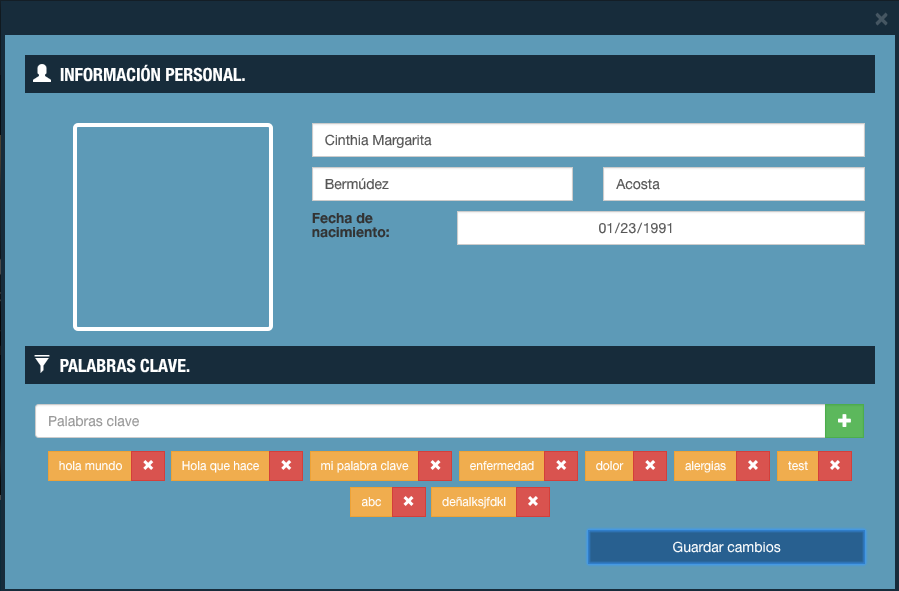 INFORMACIÓN PERSONAL.
Cinthia Margarita
Bermúdez Acosta
Fecha de
nacimiento:
01/23/1991
PALABRAS CLAVE.
Palabras clave
hola mundo Hola que hace mi palabra clave enfermedad dolor alergias test
abc deñalksjfdkl
Guardar cambios